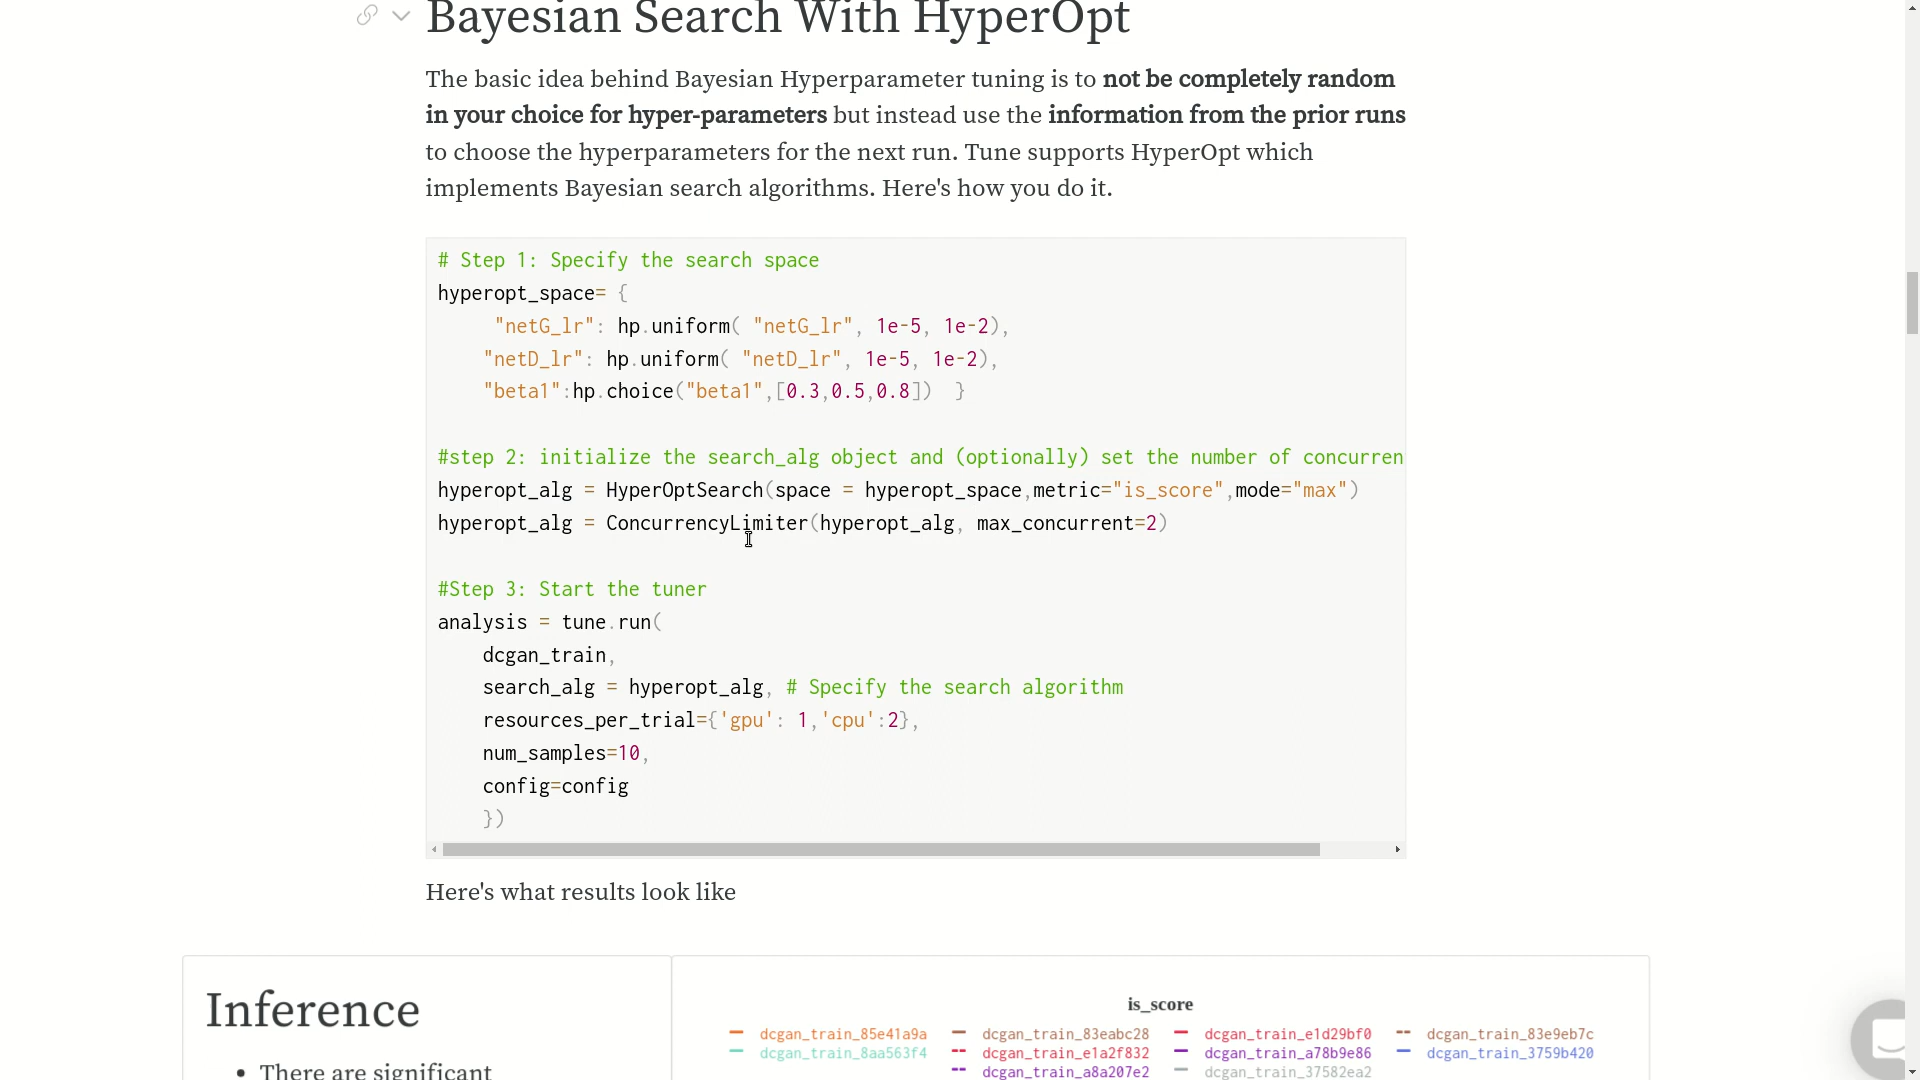 Bayesian Search With HyperOpt
The basic idea behind Bayesian Hyperparameter tuning is to not be completely random
in your choice for hyper-parameters but instead use the information from the prior runs
to choose the hyperparameters for the next run. Tune supports HyperOpt which
implements Bayesian search algorithms. Here's how you do it.
# Step 1: Specify the search space
hyperopt_space= {
     "netG_lr": hp.uniform( "netG_lr", 1e-5, 1e-2),
    "netD_lr": hp.uniform( "netD_lr", 1e-5, 1e-2),
    "beta1":hp.choice("beta1",[0.3,0.5,0.8])  }
#step 2: initialize the search_alg object and (optionally) set the number of concurren
hyperopt_alg = HyperOptSearch(space = hyperopt_space,metric="is_score",mode="max")
hyperopt_alg = ConcurrencyLimiter(hyperopt_alg, max_concurrent=2)
#Step 3: Start the tuner
analysis = tune.run(
    dcgan_train,
    search_alg = hyperopt_alg, # Specify the search algorithm
    resources_per_trial={'gpu': 1,'cpu':2},
    num_samples=10,
    config=config
    })
Here's what results look like
Inference
• There are significant
is_score
dcgan_train_85e41a9a dcgan_train_83eabc28 dcgan_train_e1d29bf0 dcgan_train_83e9eb7c
dcgan_train_8aa563f4 dcgan_train_e1a2f832 dcgan_train_a78b9e86 dcgan_train_3759b420
dcgan_train_a8a207e2 dcgan_train_37582ea2